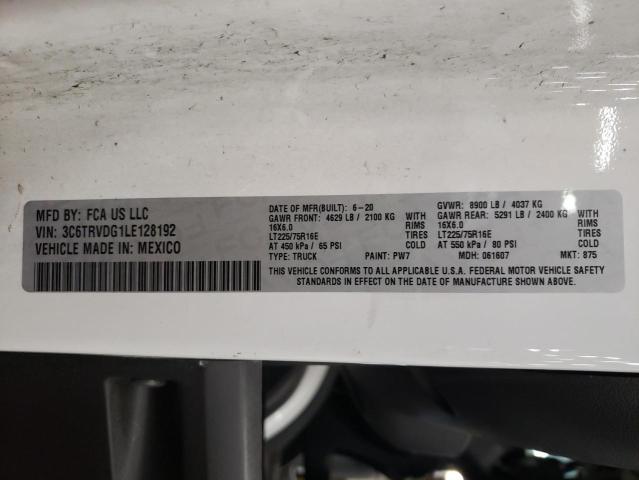 MFD BY: FCA US LLC
VIN: 3C6TRVDG1LE128192
VEHICLE MADE IN: MEXICO
DATE OF MFR(BUILT): 6-20 GVWR: 8900 LB / 4037 KG
GAWR FRONT: 4629 LB / 2100 KG WITH GAWR REAR: 5291 LB / 2400 KG WITH
16X6.0 RIMS 16X6.0 RIMS
LT225/75R16E TIRES LT225/75R16E TIRES
AT 450 kPa / 65 PSI COLD AT 550 kPa / 80 PSI COLD
TYPE: TRUCK PAINT: PW7 MDH: 061607 MKT: 875
THIS VEHICLE CONFORMS TO ALL APPLICABLE U.S.A. FEDERAL MOTOR VEHICLE SAFETY
STANDARDS IN EFFECT ON THE DATE OF MANUFACTURE SHOWN ABOVE.